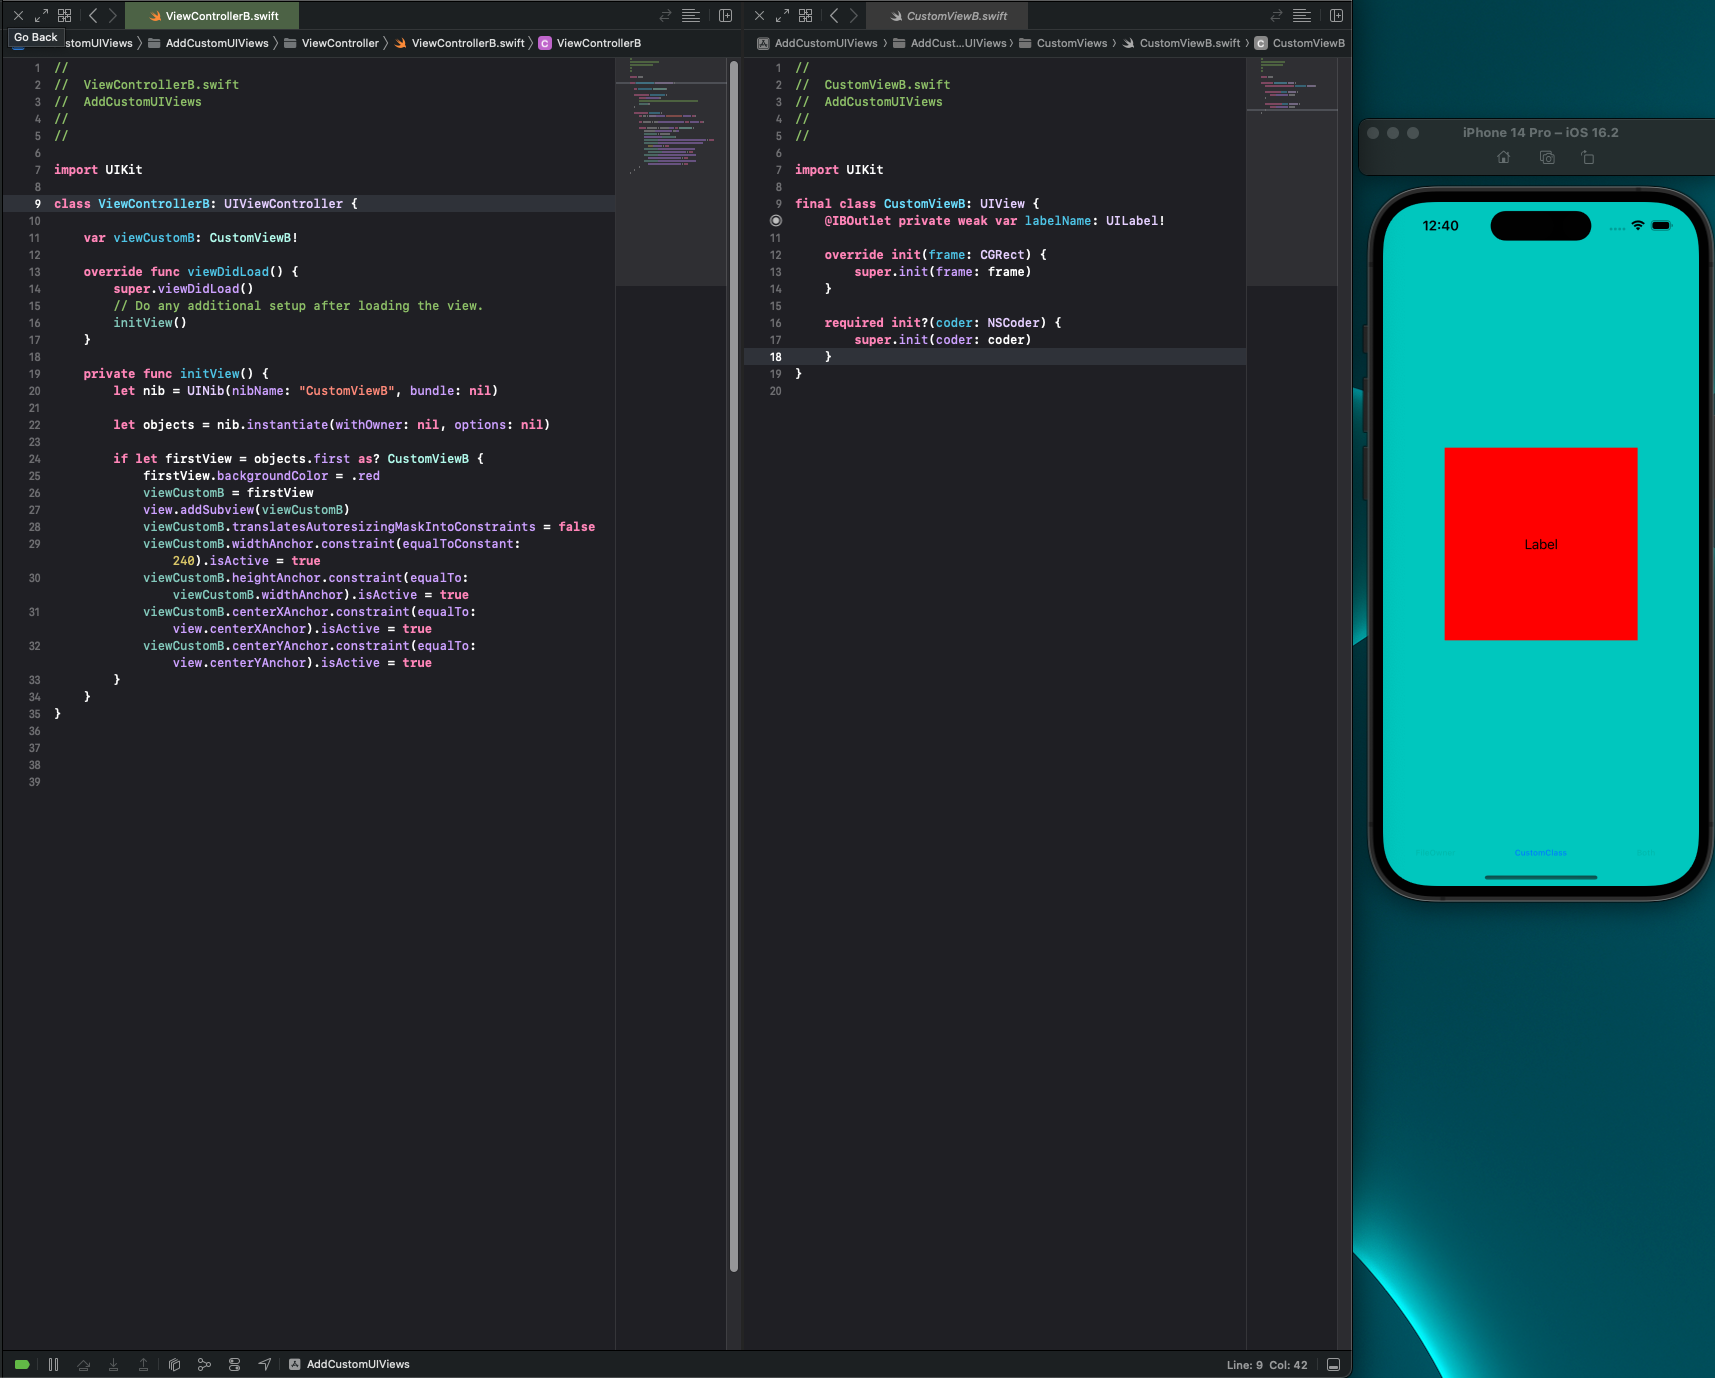 ViewControllerB.swift
Go Back
stomUIViews AddCustomUIViews ViewController ViewControllerB.swift C ViewControllerB
1 //
2 //  ViewControllerB.swift
3 //  AddCustomUIViews
4 //
5 //
6
7 import UIKit
8
9 class ViewControllerB: UIViewController {
10
11     var viewCustomB: CustomViewB!
12
13     override func viewDidLoad() {
14         super.viewDidLoad()
15         // Do any additional setup after loading the view.
16         initView()
17     }
18
19     private func initView() {
20         let nib = UINib(nibName: "CustomViewB", bundle: nil)
21
22         let objects = nib.instantiate(withOwner: nil, options: nil)
23
24         if let firstView = objects.first as? CustomViewB {
25             firstView.backgroundColor = .red
26             viewCustomB = firstView
27             view.addSubview(viewCustomB)
28             viewCustomB.translatesAutoresizingMaskIntoConstraints = false
29             viewCustomB.widthAnchor.constraint(equalToConstant:
240).isActive = true
30             viewCustomB.heightAnchor.constraint(equalTo:
viewCustomB.widthAnchor).isActive = true
31             viewCustomB.centerXAnchor.constraint(equalTo:
view.centerXAnchor).isActive = true
32             viewCustomB.centerYAnchor.constraint(equalTo:
view.centerYAnchor).isActive = true
33         }
34     }
35 }
36
37
38
39
CustomViewB.swift
AddCustomUIViews AddCust...UIViews CustomViews CustomViewB.swift C CustomViewB
1 //
2 //  CustomViewB.swift
3 //  AddCustomUIViews
4 //
5 //
6
7 import UIKit
8
9 final class CustomViewB: UIView {
@IBOutlet private weak var labelName: UILabel!
11
12     override init(frame: CGRect) {
13         super.init(frame: frame)
14     }
15
16     required init?(coder: NSCoder) {
17         super.init(coder: coder)
18     }
19 }
20
iPhone 14 Pro – iOS 16.2
12:40
Label
CustomClass
AddCustomUIViews
Line: 9 Col: 42